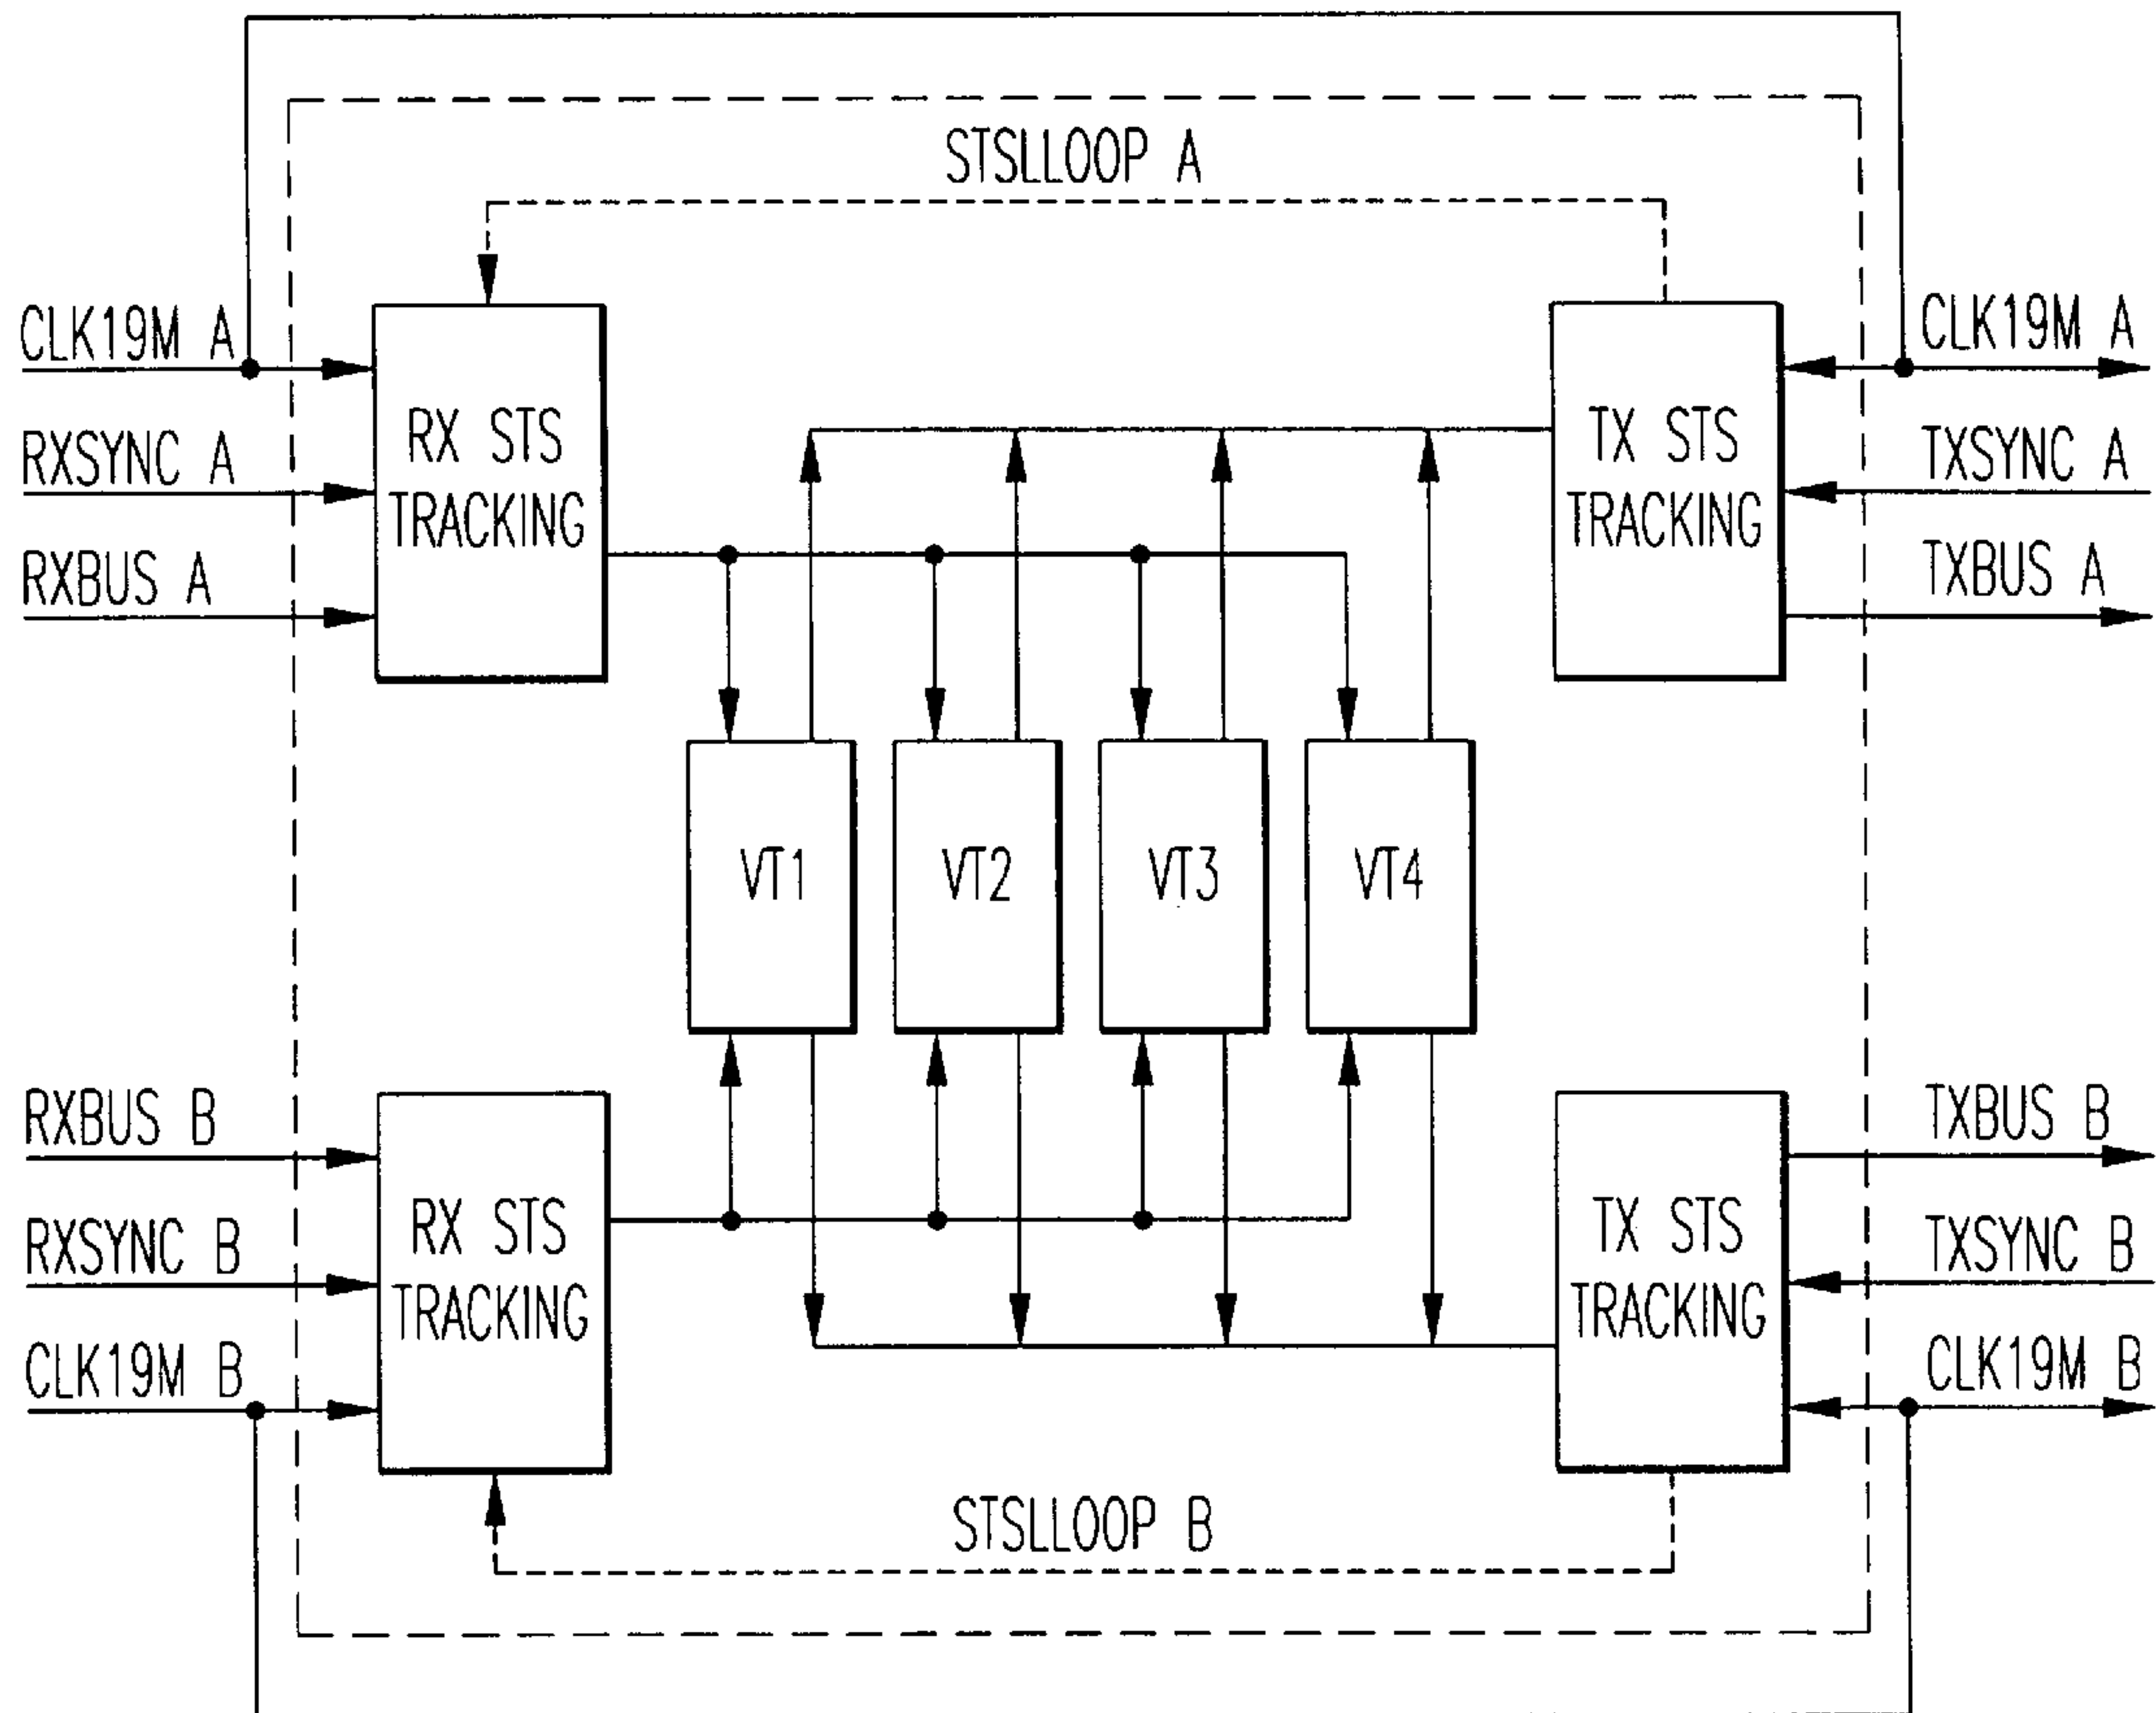 STSLLOOP A
CLK19M A
RXSYNC A
RXBUS A
RX STS
TRACKING
TX STS
TRACKING
CLK19M A
TXSYNC A
TXBUS A
VT1
VT2
VT3
VT4
RXBUS B
RXSYNC B
CLK19M B
RX STS
TRACKING
TX STS
TRACKING
TXBUS B
TXSYNC B
CLK19M B
STSLLOOP B